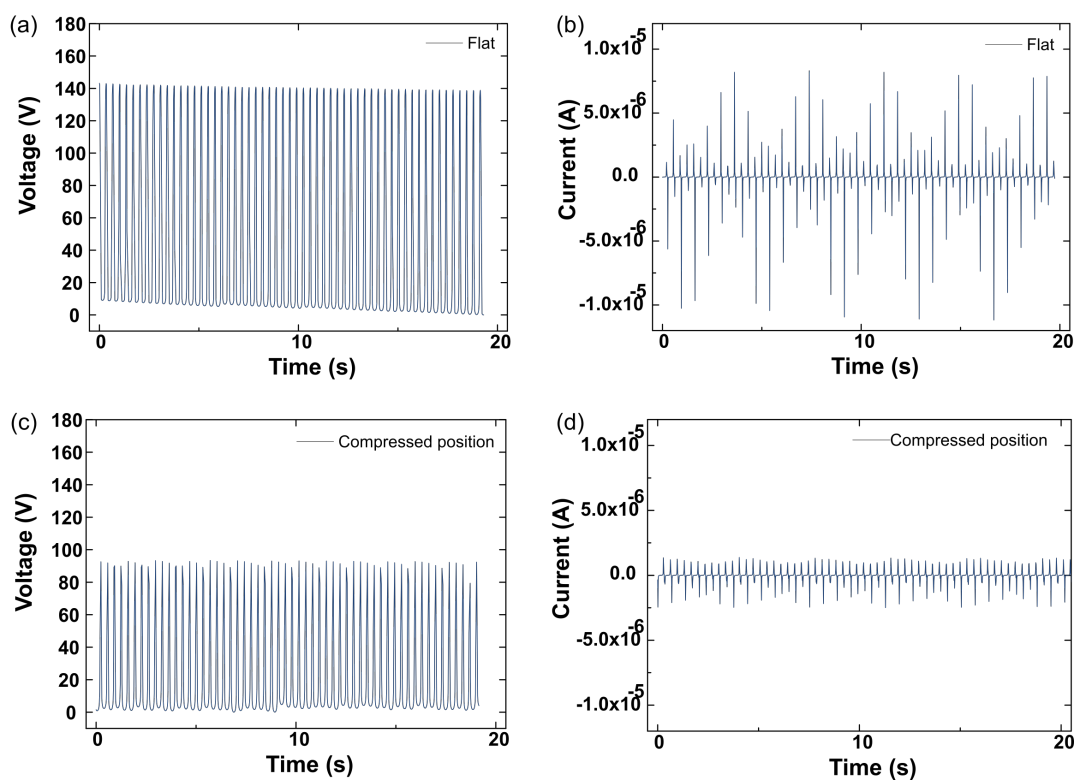 (a)
180
160
140
120
100
80
60
40
20
0
Voltage (V)
Flat
0
10
20
Time (s)
(b)
1.0x10-5
5.0x10-6
0.0
-5.0x10-6
-1.0x10-5
Current (A)
Flat
0
10
20
Time (s)
(c)
180
160
140
120
100
80
60
40
20
0
Voltage (V)
Compressed position
0
10
20
Time (s)
(d)
1.0x10-5
5.0x10-6
0.0
-5.0x10-6
-1.0x10-5
Current (A)
Compressed position
0
10
20
Time (s)